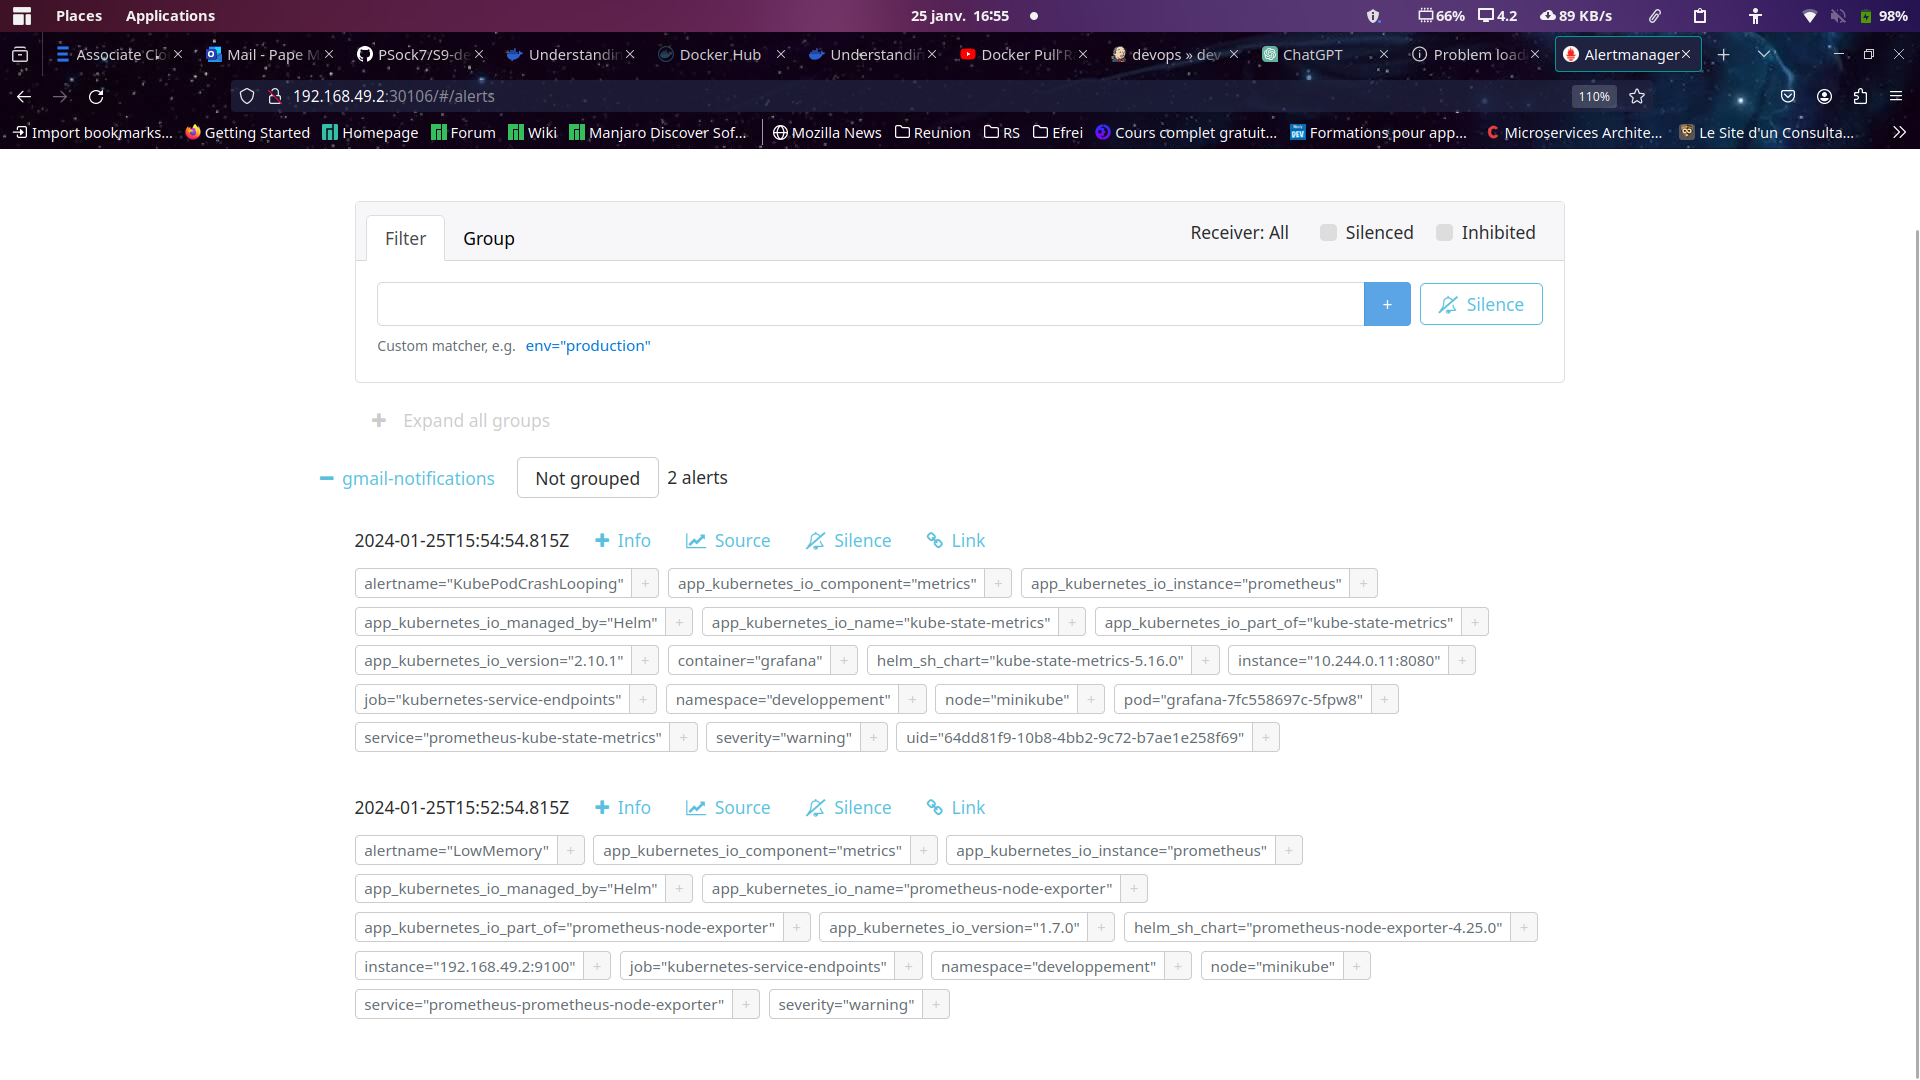 Places Applications 25 janv. 16:55 66% 4.2 89 KB/s 98%
Associate Clo Mail - Pape M PSock7/S9-de Understandin Docker Hub Understandin Docker Pull R devops » dev ChatGPT Problem load Alertmanager
192.168.49.2:30106/#/alerts 110%
Import bookmarks... Getting Started Homepage Forum Wiki Manjaro Discover Sof... Mozilla News Reunion RS Efrei Cours complet gratuit... Formations pour app... Microservices Archite... Le Site d'un Consulta...
Filter Group Receiver: All Silenced Inhibited
+ Silence
Custom matcher, e.g. env="production"
+ Expand all groups
gmail-notifications Not grouped 2 alerts
2024-01-25T15:54:54.815Z + Info Source Silence Link
alertname="KubePodCrashLooping" + app_kubernetes_io_component="metrics" + app_kubernetes_io_instance="prometheus" +
app_kubernetes_io_managed_by="Helm" + app_kubernetes_io_name="kube-state-metrics" + app_kubernetes_io_part_of="kube-state-metrics" +
app_kubernetes_io_version="2.10.1" + container="grafana" + helm_sh_chart="kube-state-metrics-5.16.0" + instance="10.244.0.11:8080" +
job="kubernetes-service-endpoints" + namespace="developpement" + node="minikube" + pod="grafana-7fc558697c-5fpw8" +
service="prometheus-kube-state-metrics" + severity="warning" + uid="64dd81f9-10b8-4bb2-9c72-b7ae1e258f69" +
2024-01-25T15:52:54.815Z + Info Source Silence Link
alertname="LowMemory" + app_kubernetes_io_component="metrics" + app_kubernetes_io_instance="prometheus" +
app_kubernetes_io_managed_by="Helm" + app_kubernetes_io_name="prometheus-node-exporter" +
app_kubernetes_io_part_of="prometheus-node-exporter" + app_kubernetes_io_version="1.7.0" + helm_sh_chart="prometheus-node-exporter-4.25.0" +
instance="192.168.49.2:9100" + job="kubernetes-service-endpoints" + namespace="developpement" + node="minikube" +
service="prometheus-prometheus-node-exporter" + severity="warning" +